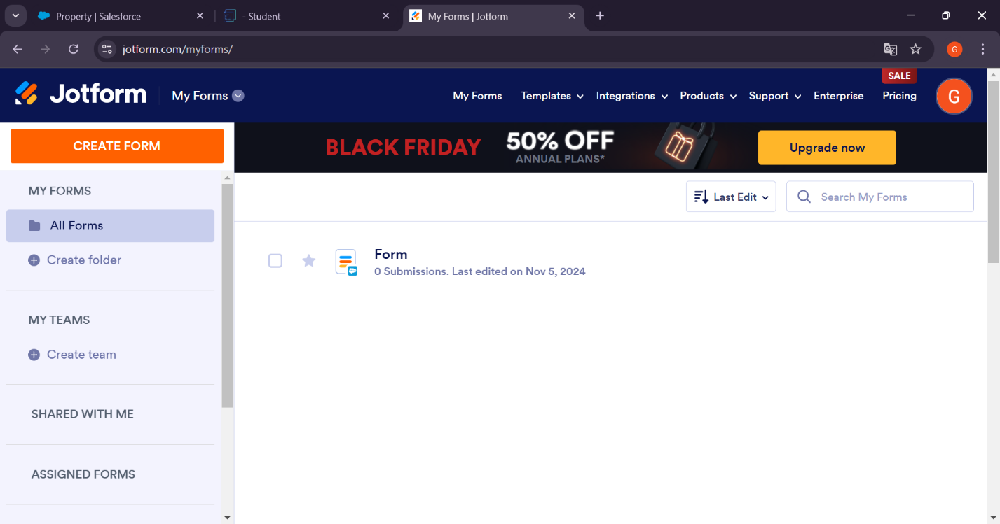 Property | Salesforce
- Student
My Forms | Jotform
jotform.com/myforms/
G
Jotform
My Forms
My Forms
Templates
Integrations
Products
Support
Enterprise
SALE
Pricing
G
CREATE FORM
BLACK FRIDAY
50% OFF
ANNUAL PLANS*
Upgrade now
MY FORMS
All Forms
Create folder
MY TEAMS
Create team
SHARED WITH ME
ASSIGNED FORMS
Last Edit
Search My Forms
Form
0 Submissions. Last edited on Nov 5, 2024